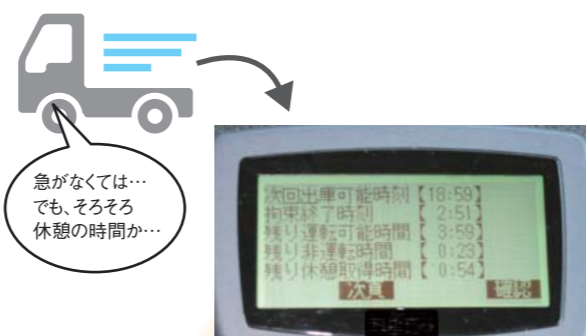 急がなくては…
でも、そろそろ
休憩の時間か…
次回出庫可能時刻【18:59】
拘束終了時刻【2:51】
残り運転可能時間【3:59】
残り非運転時間【0:23】
残り休憩取得時間【0:54】
次頁 確認